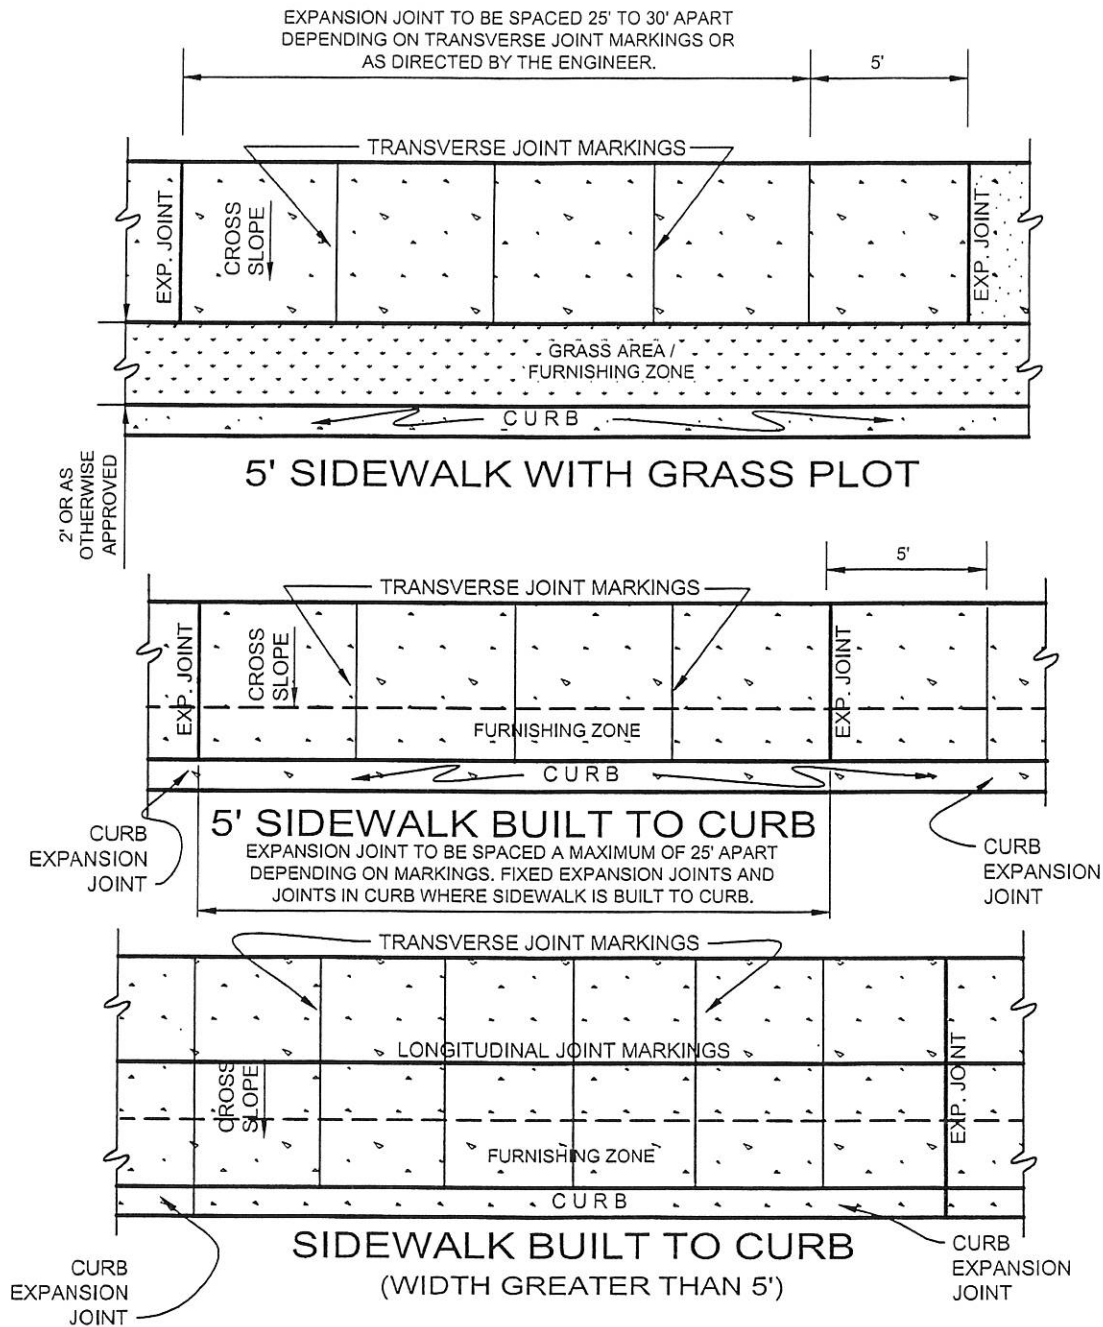 EXPANSION JOINT TO BE SPACED 25' TO 30' APART
DEPENDING ON TRANSVERSE JOINT MARKINGS OR
AS DIRECTED BY THE ENGINEER.
5'
TRANSVERSE JOINT MARKINGS
EXP. JOINT
CROSS
SLOPE
EXP. JOINT
GRASS AREA /
FURNISHING ZONE
CURB
5' SIDEWALK WITH GRASS PLOT
2' OR AS
OTHERWISE
APPROVED
5'
TRANSVERSE JOINT MARKINGS
EXP. JOINT
CROSS
SLOPE
EXP. JOINT
FURNISHING ZONE
CURB
5' SIDEWALK BUILT TO CURB
CURB
EXPANSION
JOINT
CURB
EXPANSION
JOINT
EXPANSION JOINT TO BE SPACED A MAXIMUM OF 25' APART
DEPENDING ON MARKINGS. FIXED EXPANSION JOINTS AND
JOINTS IN CURB WHERE SIDEWALK IS BUILT TO CURB.
TRANSVERSE JOINT MARKINGS
LONGITUDINAL JOINT MARKINGS
CROSS
SLOPE
EXP. JOINT
FURNISHING ZONE
CURB
SIDEWALK BUILT TO CURB
(WIDTH GREATER THAN 5')
CURB
EXPANSION
JOINT
CURB
EXPANSION
JOINT